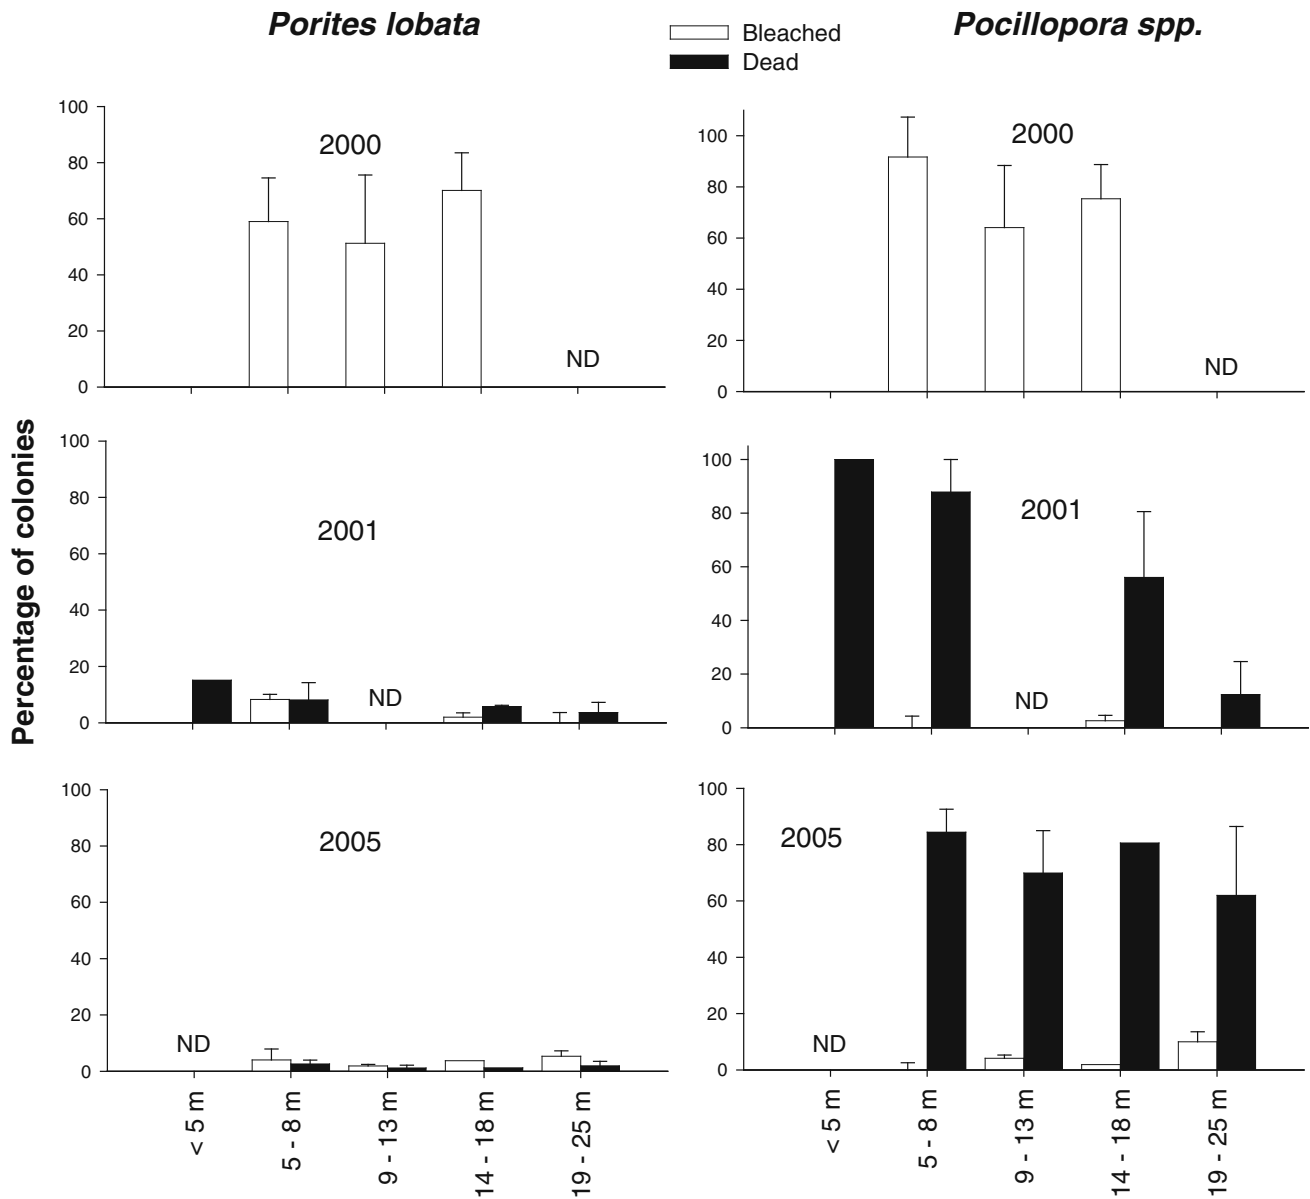 Porites lobata
Bleached
Dead
Pocillopora spp.
Percentage of colonies
2000
100
80
60
40
20
0
ND
2000
100
80
60
40
20
0
ND
2001
100
80
60
40
20
0
ND
2001
100
80
60
40
20
0
ND
2005
100
80
60
40
20
0
ND
2005
100
80
60
40
20
0
ND
< 5 m
5 - 8 m
9 - 13 m
14 - 18 m
19 - 25 m
< 5 m
5 - 8 m
9 - 13 m
14 - 18 m
19 - 25 m